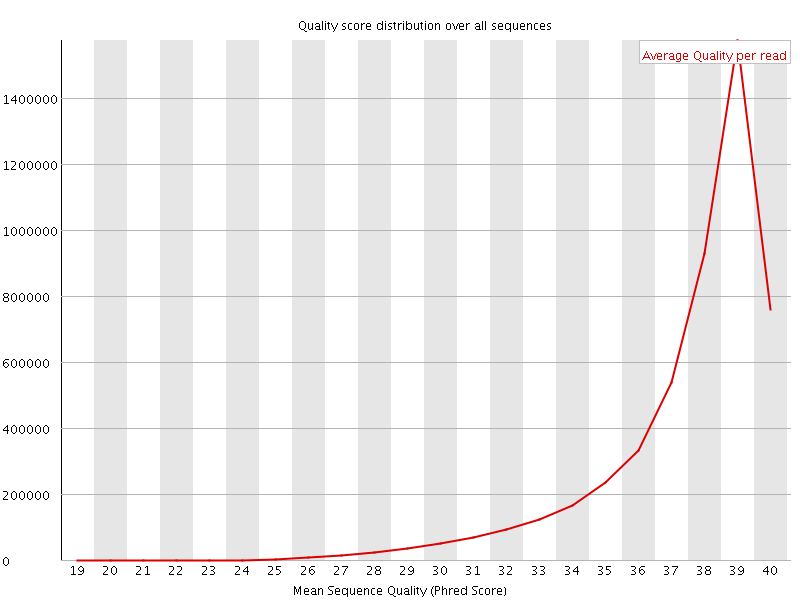 Quality score distribution over all sequences
Average Quality per read
1400000
1200000
1000000
800000
600000
400000
200000
0
19 20 21 22 23 24 25 26 27 28 29 30 31 32 33 34 35 36 37 38 39 40
Mean Sequence Quality (Phred Score)